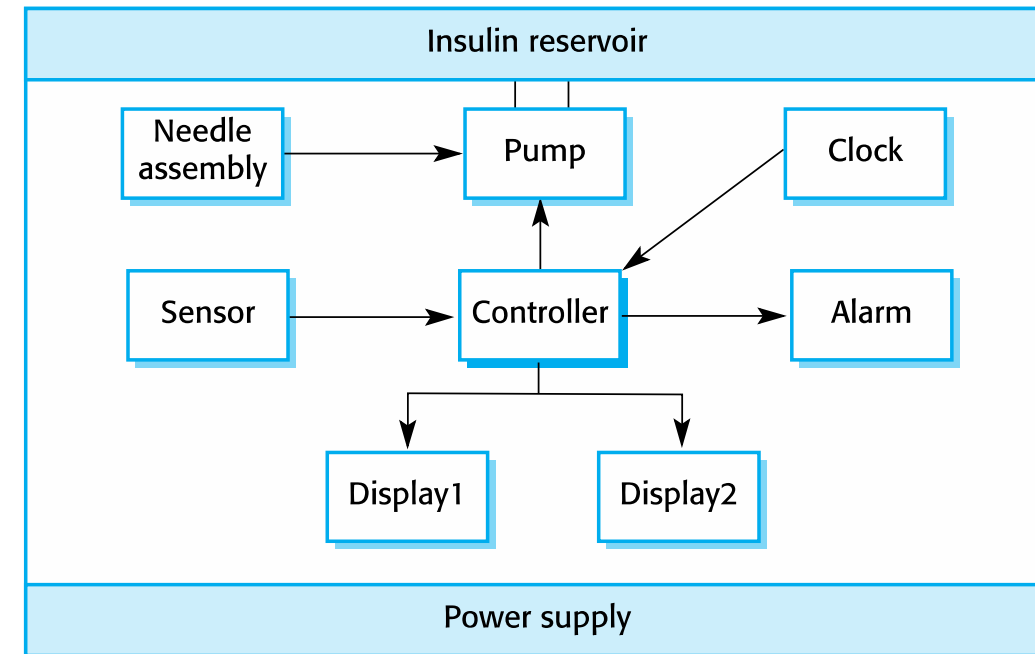 Insulin reservoir
Needle
assembly
Pump
Clock
Sensor
Controller
Alarm
Display1
Display2
Power supply